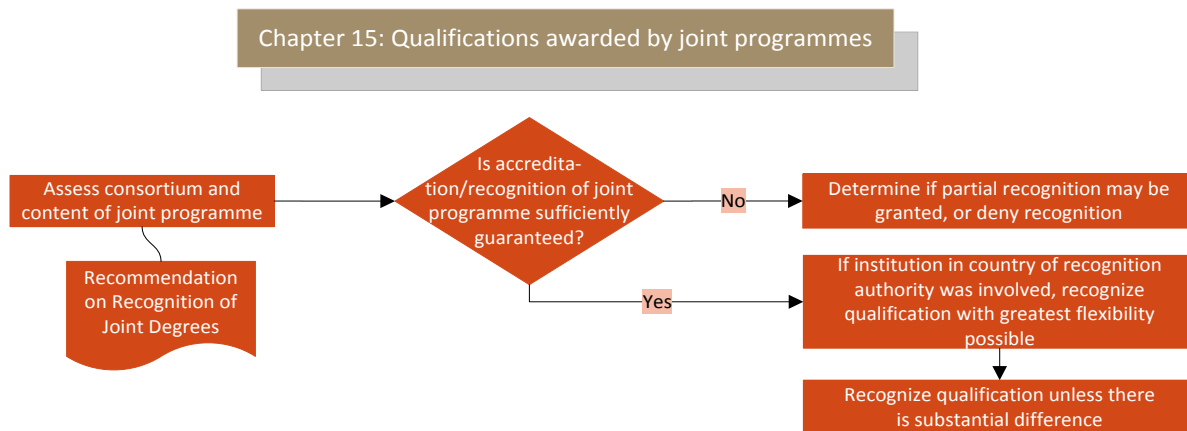 Chapter 15: Qualifications awarded by joint programmes
Assess consortium and
content of joint programme
Recommendation
on Recognition of
Joint Degrees
Is accredita-
tion/recognition of joint
programme sufficiently
guaranteed?
No
Determine if partial recognition may be
granted, or deny recognition
Yes
If institution in country of recognition
authority was involved, recognize
qualification with greatest flexibility
possible
Recognize qualification unless there
is substantial difference